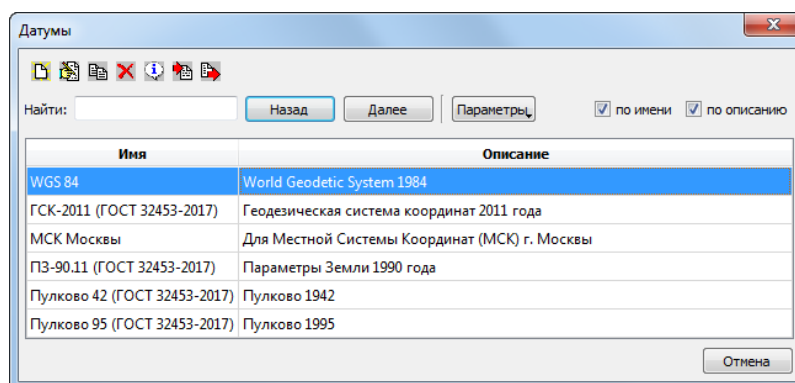 Датумы
Найти: Назад Далее Параметры по имени по описанию
Имя Описание
WGS 84 World Geodetic System 1984
ГСК-2011 (ГОСТ 32453-2017) Геодезическая система координат 2011 года
МСК Москвы Для Местной Системы Координат (МСК) г. Москвы
ПЗ-90.11 (ГОСТ 32453-2017) Параметры Земли 1990 года
Пулково 42 (ГОСТ 32453-2017) Пулково 1942
Пулково 95 (ГОСТ 32453-2017) Пулково 1995
Отмена